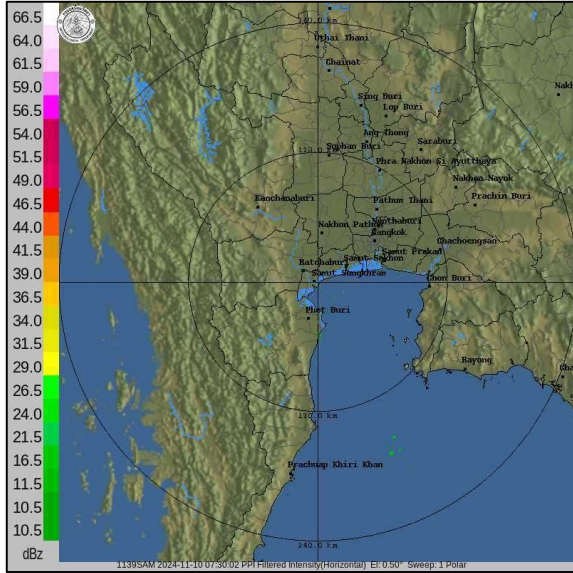 66.5
64.0
61.5
59.0
56.5
54.0
51.5
49.0
46.5
44.0
41.5
39.0
36.5
34.0
31.5
29.0
26.5
24.0
21.5
16.5
11.5
10.5
10.5
dBz
Uthai Thani
Chainat
Sing Buri
Lop Buri
Nakh
Ang Thong
Saraburi
Suphan Buri
Phra Nakhon Si Ayutthaya
Nakhon Nayok
Kanchanaburi
Prachin Buri
Pathum Thani
Nonthaburi
Nakhon Pathom
Bangkok
Chachoengsao
Samut Prakan
Samut Sakhon
Ratchaburi
Samut Songkhram
Chon Buri
Phet Buri
Rayong
Cha
120.0 km
Prachuap Khiri Khan
240.0 km
1139SAM 2024-11-10 07:30:02 PPI Filtered Intensity(Horizontal) El: 0.50° Sweep: 1 Polar